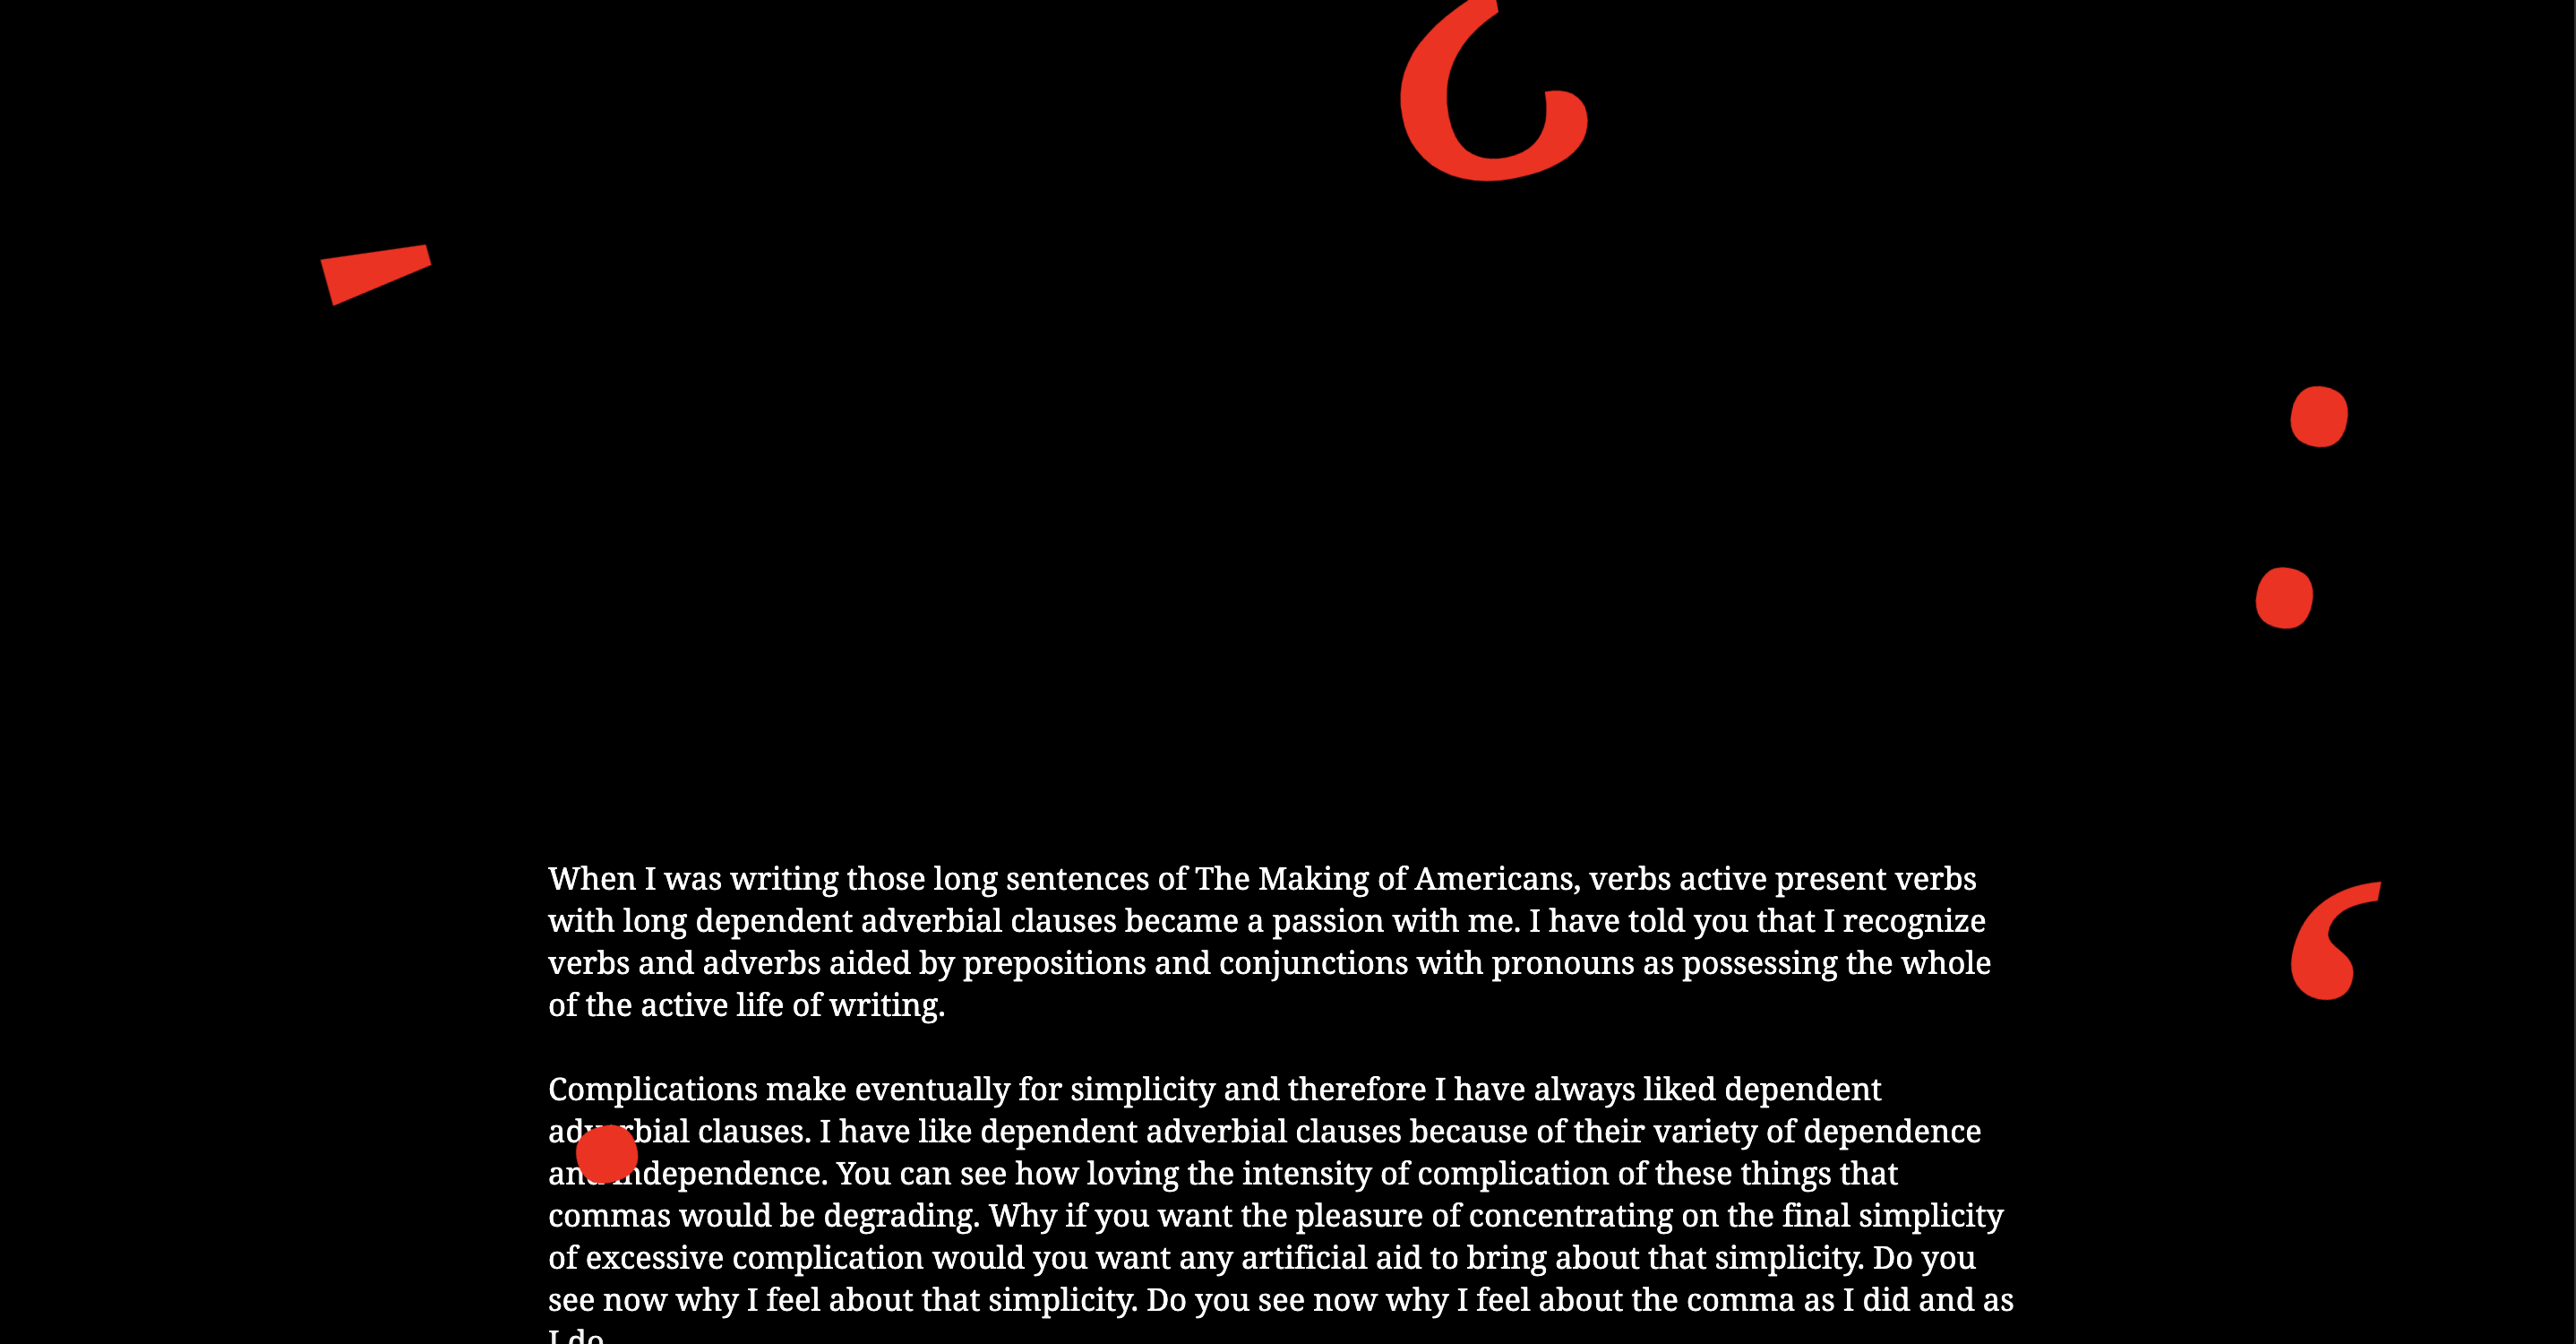 When I was writing those long sentences of The Making of Americans, verbs active present verbs
with long dependent adverbial clauses became a passion with me. I have told you that I recognize
verbs and adverbs aided by prepositions and conjunctions with pronouns as possessing the whole
of the active life of writing.
Complications make eventually for simplicity and therefore I have always liked dependent
adverbial clauses. I have like dependent adverbial clauses because of their variety of dependence
and independence. You can see how loving the intensity of complication of these things that
commas would be degrading. Why if you want the pleasure of concentrating on the final simplicity
of excessive complication would you want any artificial aid to bring about that simplicity. Do you
see now why I feel about that simplicity. Do you see now why I feel about the comma as I did and as
I do